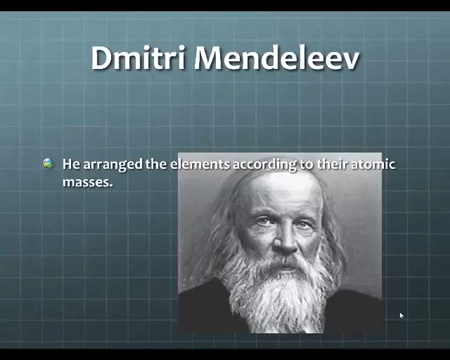 Dmitri Mendeleev
He arranged the elements according to their atomic
masses.